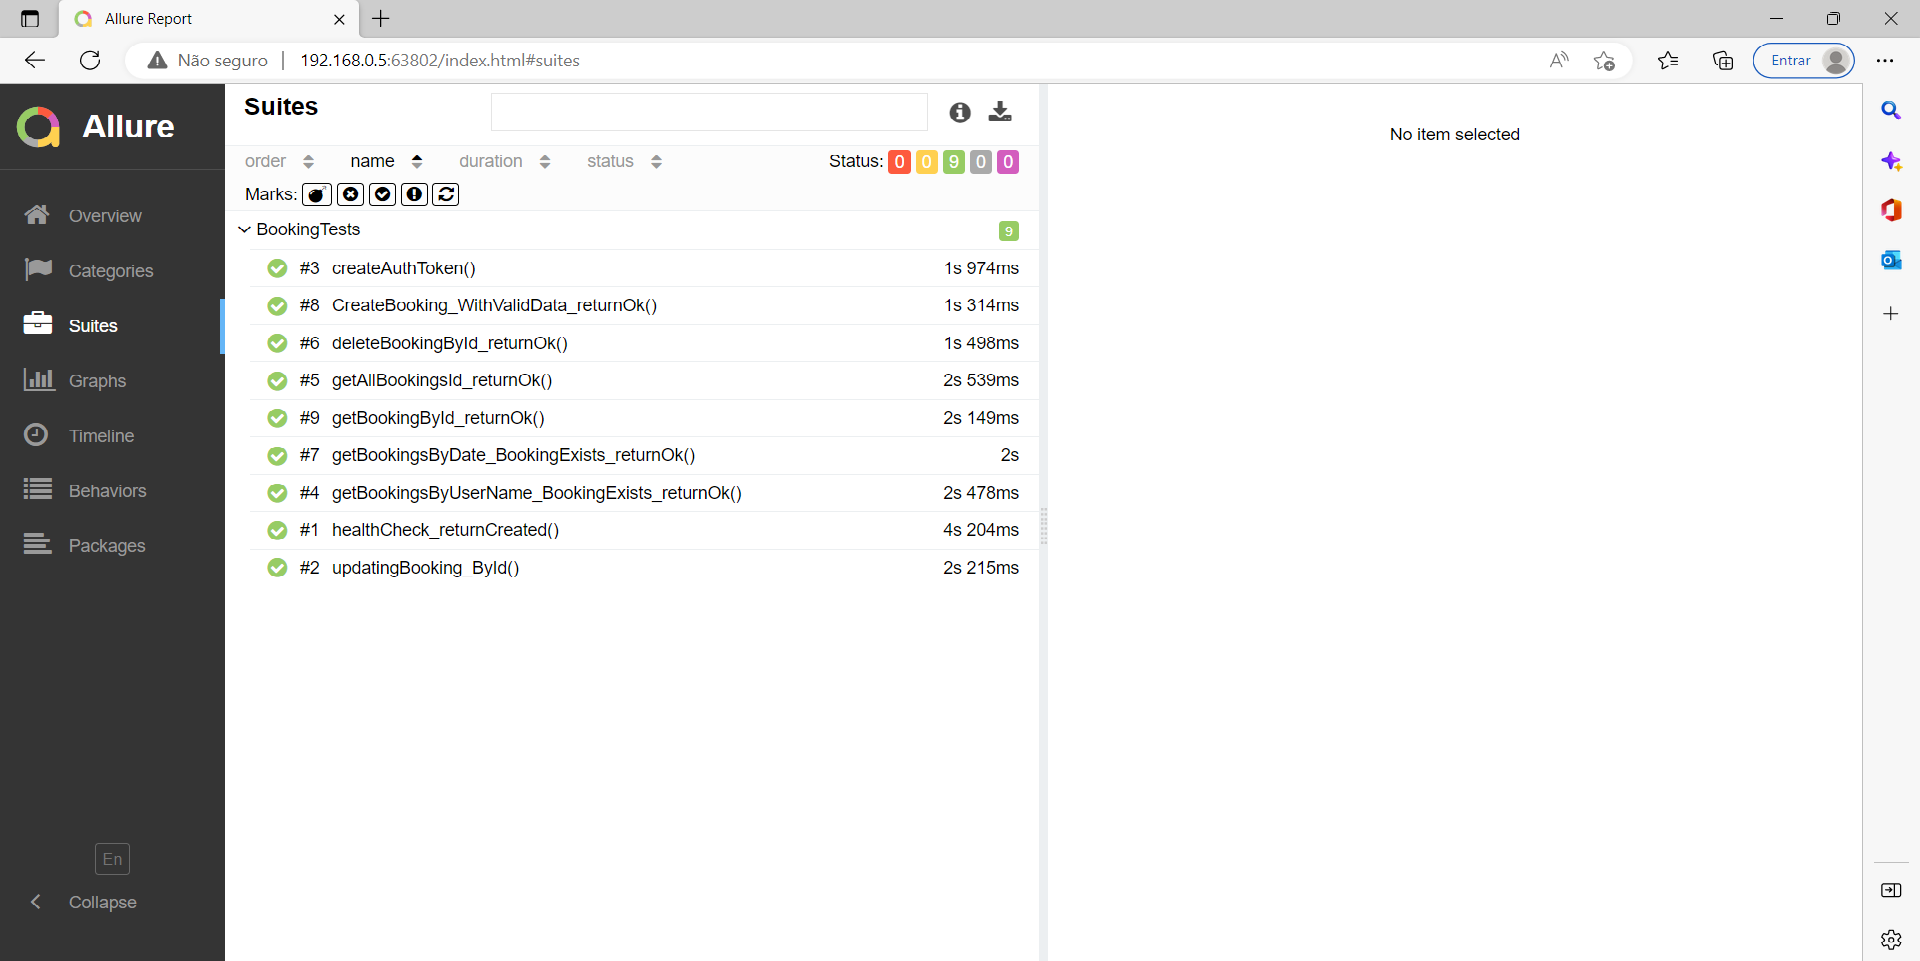 Allure Report
Não seguro
192.168.0.5:63802/index.html#suites
Entrar
Allure
Overview
Categories
Suites
Graphs
Timeline
Behaviors
Packages
En
Collapse
Suites
order name duration status
Status: 0 0 9 0 0
Marks:
BookingTests 9
#3 createAuthToken() 1s 974ms
#8 CreateBooking_WithValidData_returnOk() 1s 314ms
#6 deleteBookingById_returnOk() 1s 498ms
#5 getAllBookingsId_returnOk() 2s 539ms
#9 getBookingById_returnOk() 2s 149ms
#7 getBookingsByDate_BookingExists_returnOk() 2s
#4 getBookingsByUserName_BookingExists_returnOk() 2s 478ms
#1 healthCheck_returnCreated() 4s 204ms
#2 updatingBooking_ById() 2s 215ms
No item selected